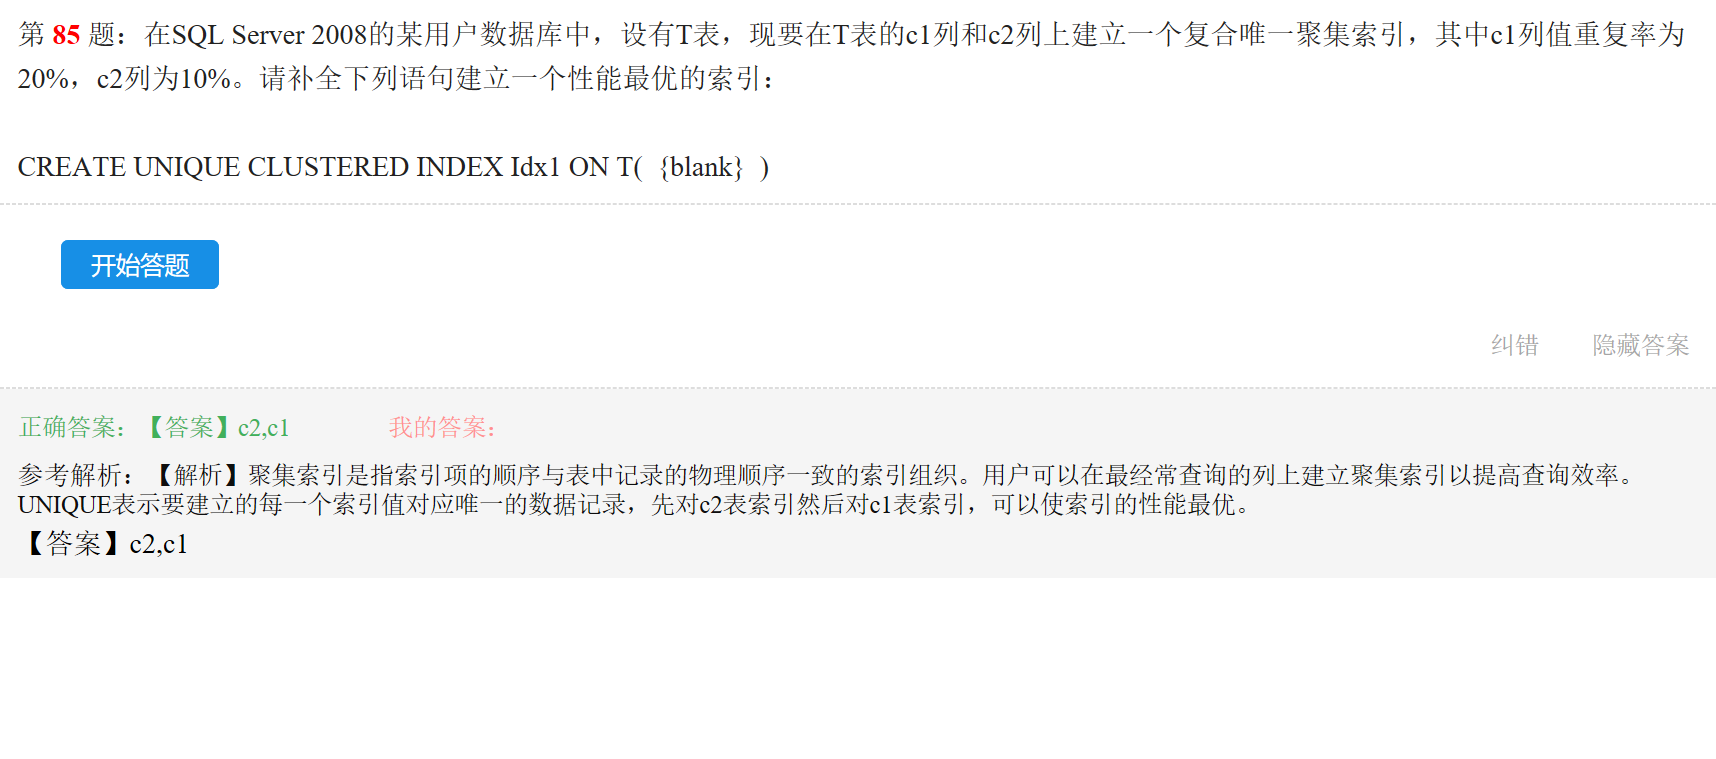 第 85 题：在SQL Server 2008的某用户数据库中，设有T表，现要在T表的c1列和c2列上建立一个复合唯一聚集索引，其中c1列值重复率为
20%，c2列为10%。请补全下列语句建立一个性能最优的索引：
CREATE UNIQUE CLUSTERED INDEX Idx1 ON T(  {blank}  )
开始答题
纠错 隐藏答案
正确答案：【答案】c2,c1 我的答案：
参考解析：【解析】聚集索引是指索引项的顺序与表中记录的物理顺序一致的索引组织。用户可以在最经常查询的列上建立聚集索引以提高查询效率。
UNIQUE表示要建立的每一个索引值对应唯一的数据记录，先对c2表索引然后对c1表索引，可以使索引的性能最优。
【答案】c2,c1